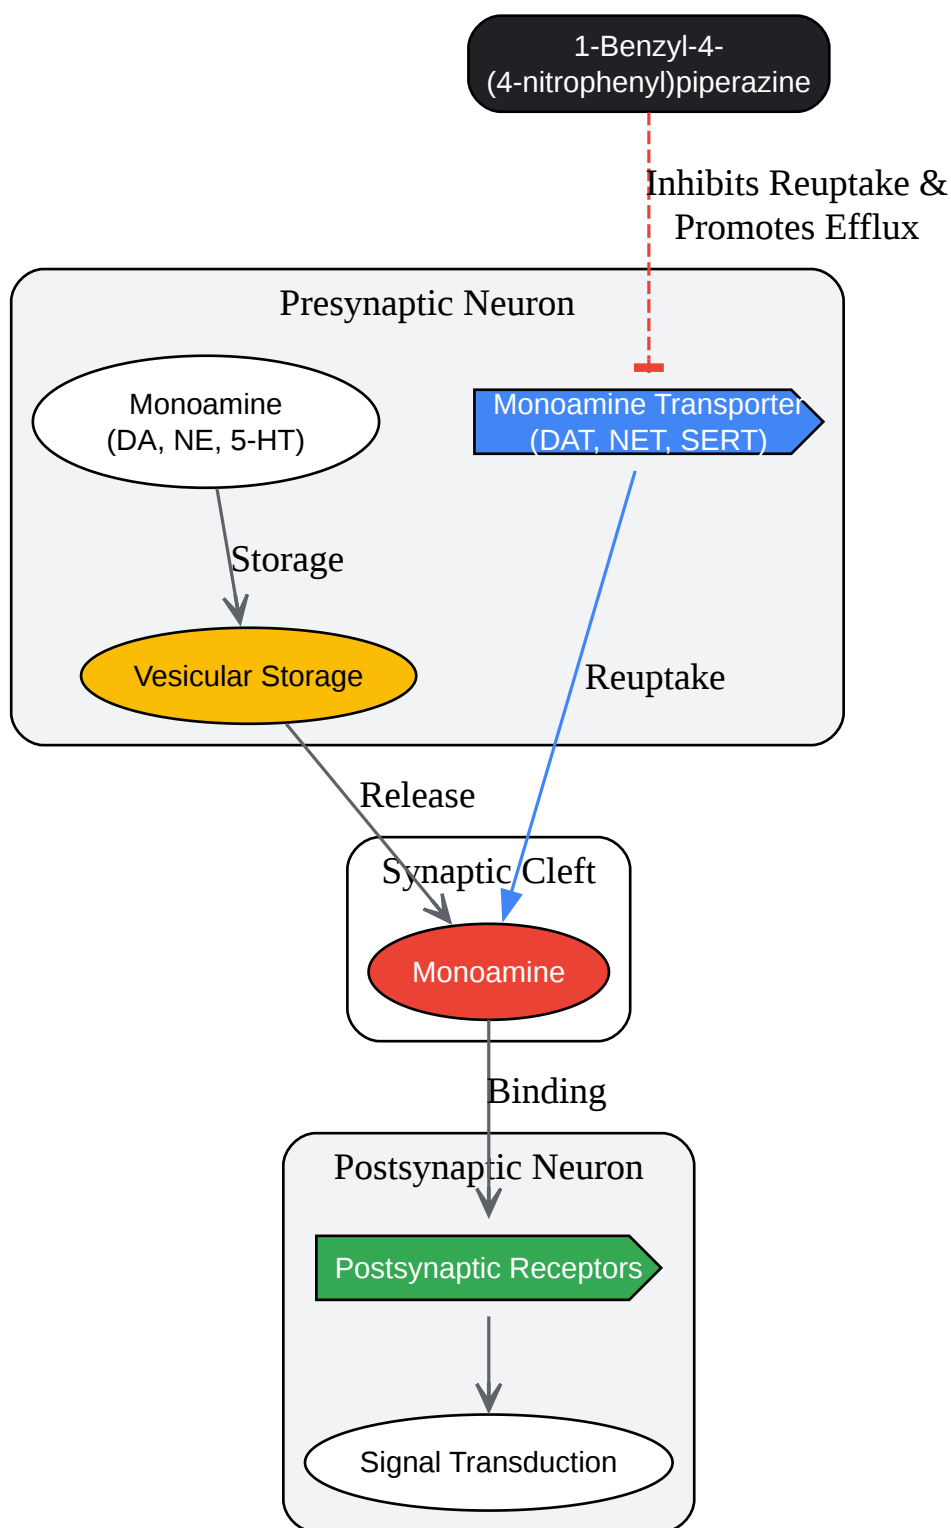 1-Benzyl-4-
(4-nitrophenyl)piperazine
Inhibits Reuptake &
Promotes Efflux
Presynaptic Neuron
Monoamine
(DA, NE, 5-HT)
Monoamine Transporter
(DAT, NET, SERT)
Storage
Vesicular Storage
Reuptake
Release
Synaptic Cleft
Monoamine
Binding
Postsynaptic Neuron
Postsynaptic Receptors
Signal Transduction